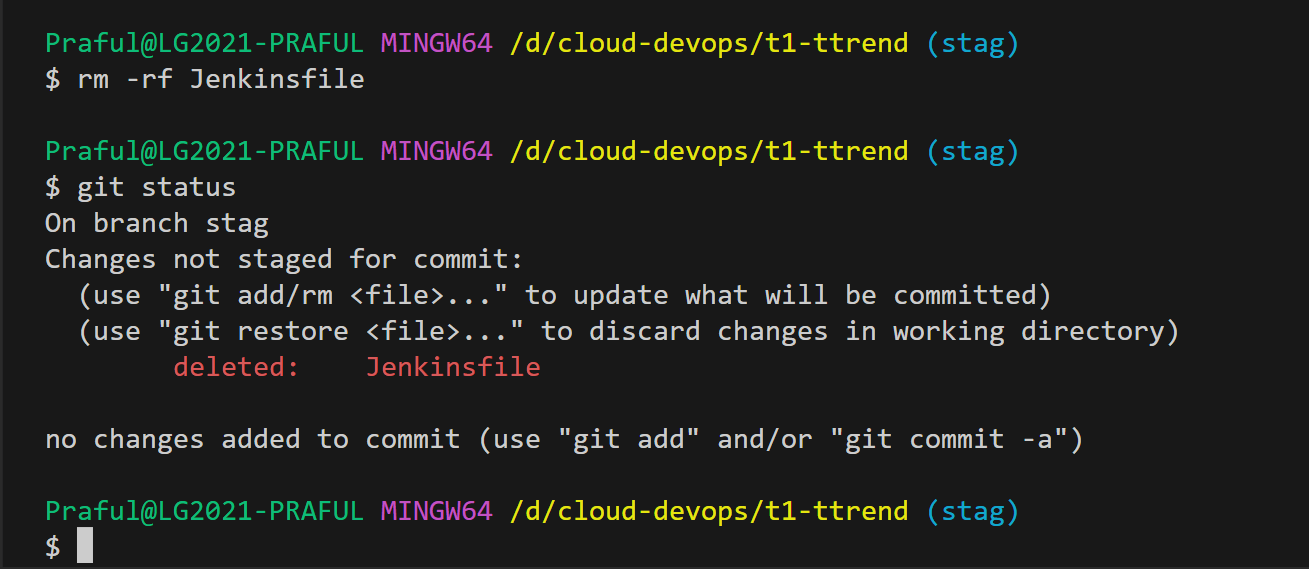 Praful@LG2021-PRAFUL MINGW64 /d/cloud-devops/t1-ttrend (stag)
$ rm -rf Jenkinsfile
Praful@LG2021-PRAFUL MINGW64 /d/cloud-devops/t1-ttrend (stag)
$ git status
On branch stag
Changes not staged for commit:
  (use "git add/rm <file>..." to update what will be committed)
  (use "git restore <file>..." to discard changes in working directory)
        deleted:    Jenkinsfile
no changes added to commit (use "git add" and/or "git commit -a")
Praful@LG2021-PRAFUL MINGW64 /d/cloud-devops/t1-ttrend (stag)
$